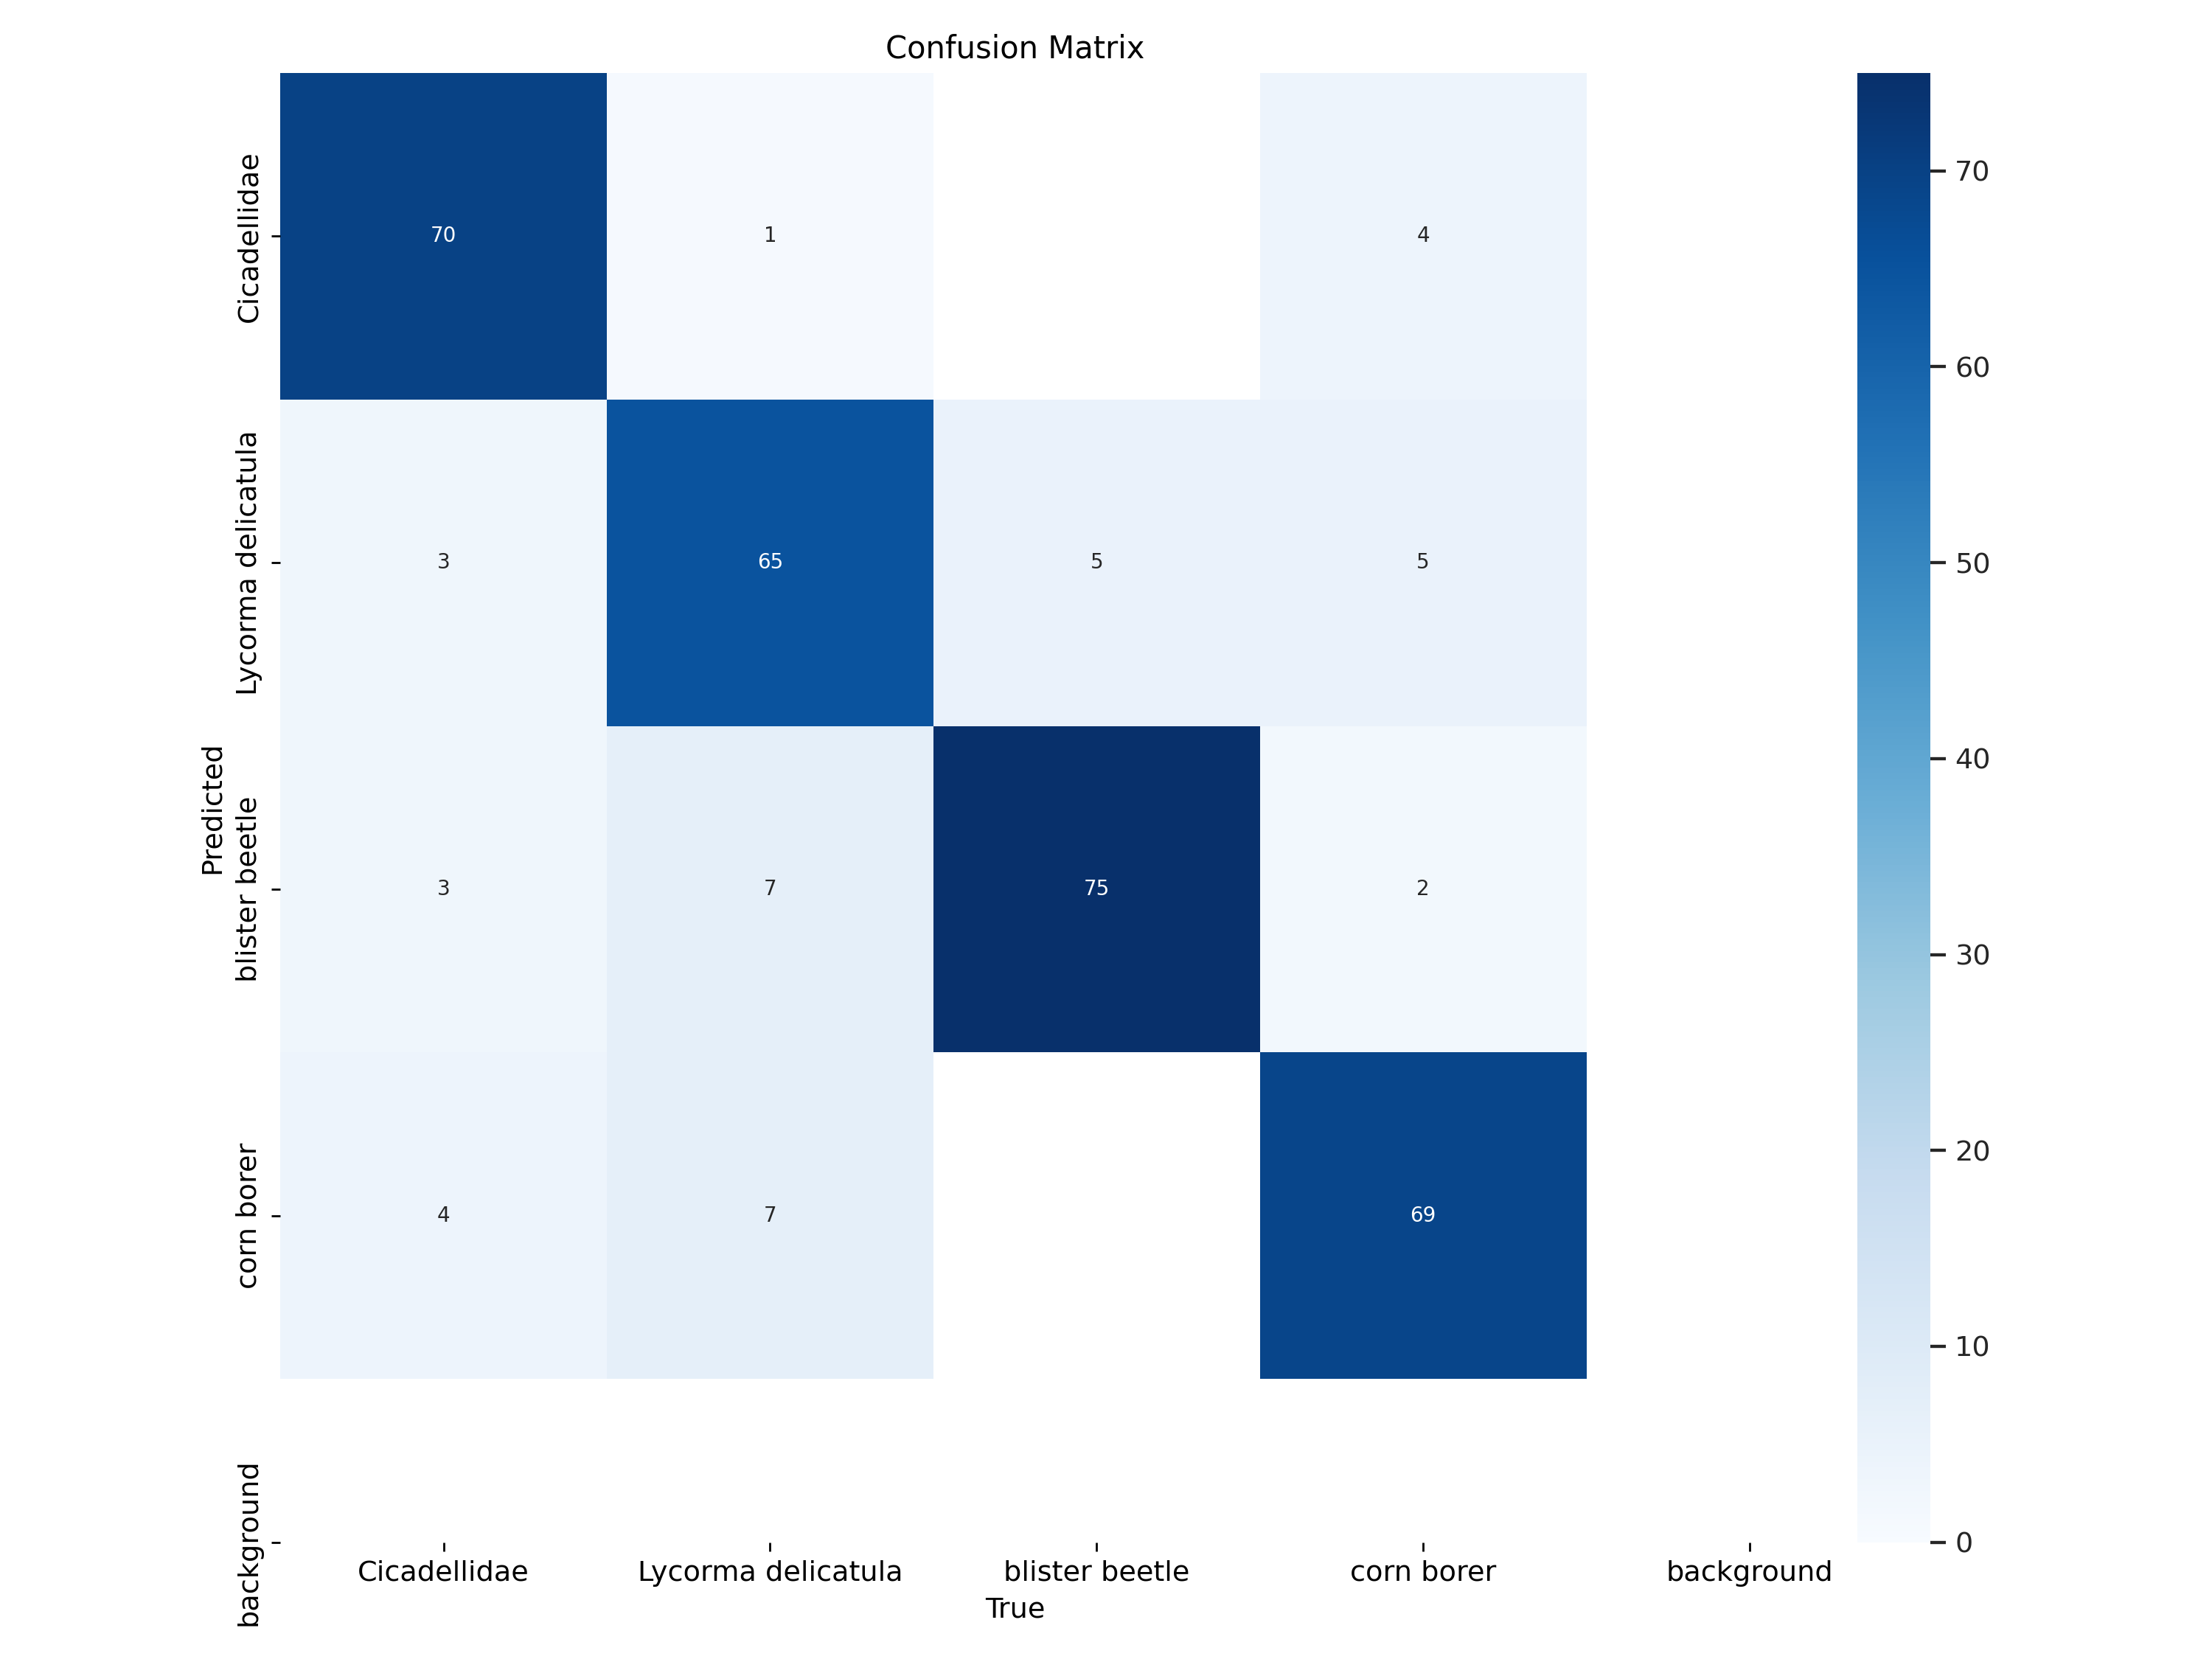 Confusion Matrix
Cicadellidae
70
1
4
Lycorma delicatula
3
65
5
5
blister beetle
3
7
75
2
corn borer
4
7
69
background
Predicted
Cicadellidae
Lycorma delicatula
blister beetle
corn borer
background
True
70
60
50
40
30
20
10
0